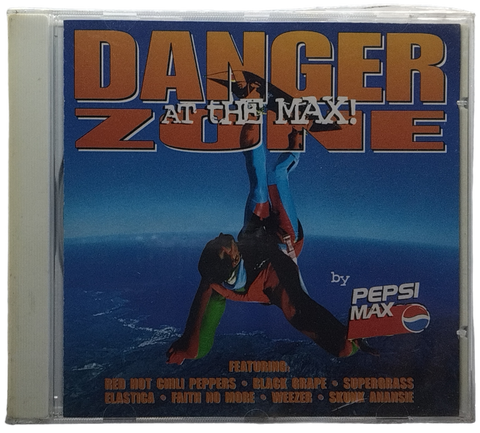 DANGER
AT tHE MAX!
ZONE
by
PEPSI
MAX
FEATURING:
RED HOT CHILI PEPPERS • BLACK GRAPE • SUPERGRASS
ELASTICA • FAITH NO MORE • WEEZER • SKUNK ANANSIE